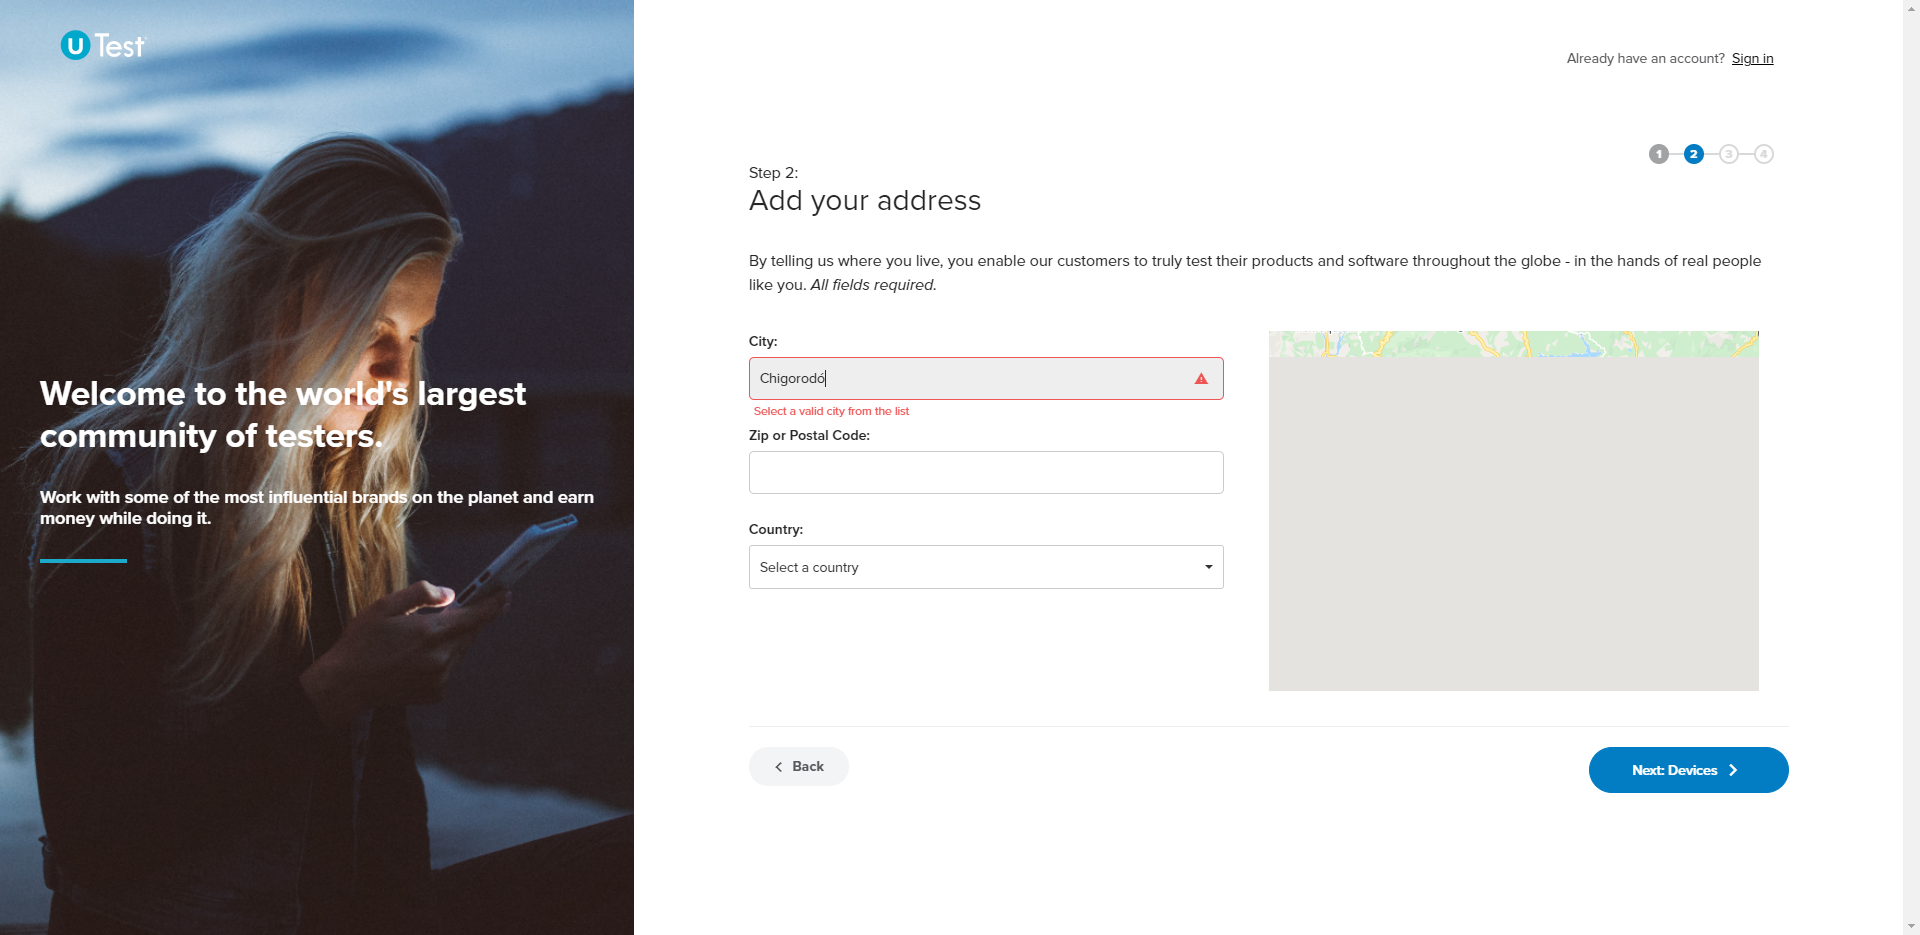 U Test
Already have an account? Sign in
1 2 3 4
Step 2:
Add your address
By telling us where you live, you enable our customers to truly test their products and software throughout the globe - in the hands of real people
like you. All fields required.
City:
Chigorodó
Select a valid city from the list
Zip or Postal Code:
Country:
Select a country
Back
Next: Devices
Welcome to the world's largest
community of testers.
Work with some of the most influential brands on the planet and earn
money while doing it.